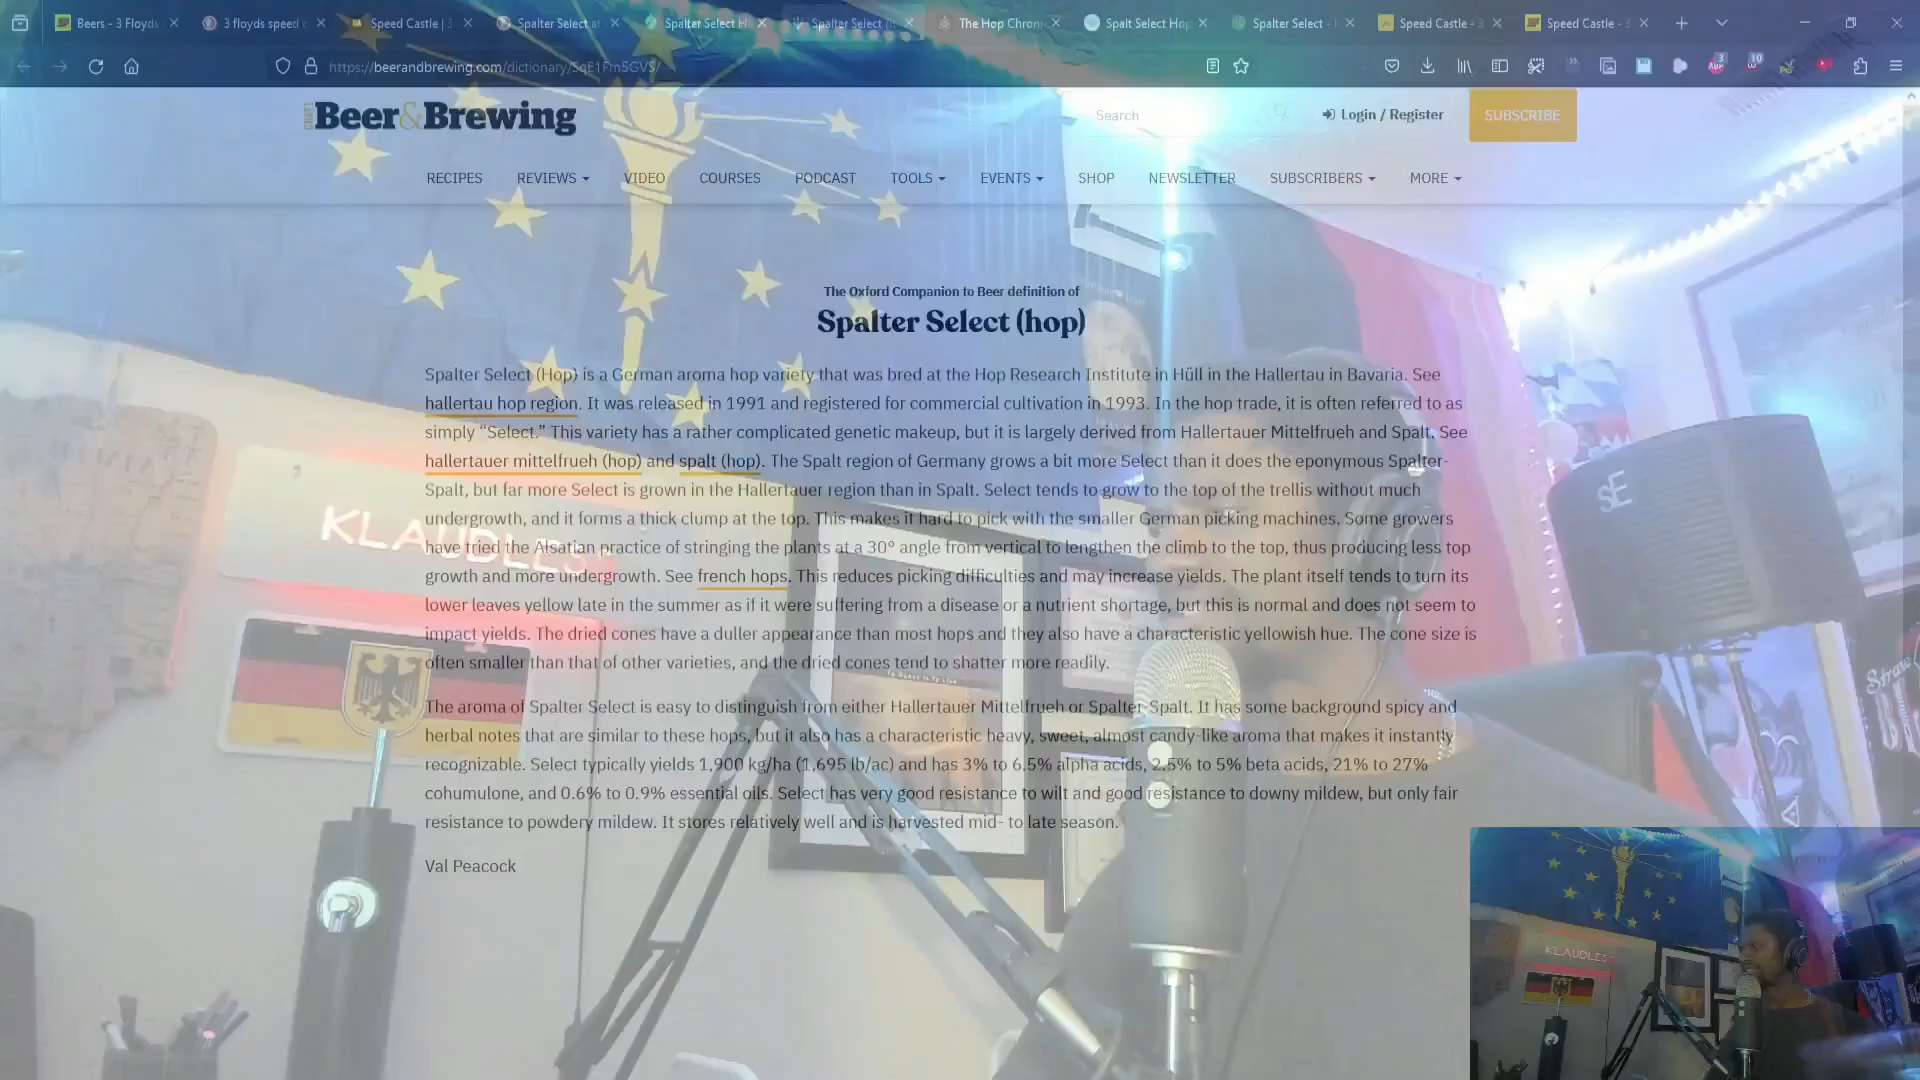 Beers - 3 Floyds
3 floyds speed c
Speed Castle | 3
Spalter Select at
Spalter Select H
Spalter Select (h
The Hop Chron
Spalt Select Hop
Spalter Select -
Speed Castle - 3
Speed Castle - 3
https://beerandbrewing.com/dictionary/SqE1Fm5GVS/
3
10
CRAFT Beer&Brewing
Search
Login / Register
SUBSCRIBE
RECIPES REVIEWS VIDEO COURSES PODCAST TOOLS EVENTS SHOP NEWSLETTER SUBSCRIBERS MORE
The Oxford Companion to Beer definition of
Spalter Select (hop)
Spalter Select (Hop) is a German aroma hop variety that was bred at the Hop Research Institute in Hüll in the Hallertau in Bavaria. See
hallertau hop region. It was released in 1991 and registered for commercial cultivation in 1993. In the hop trade, it is often referred to as
simply “Select.” This variety has a rather complicated genetic makeup, but it is largely derived from Hallertauer Mittelfrueh and Spalt. See
hallertauer mittelfrueh (hop) and spalt (hop). The Spalt region of Germany grows a bit more Select than it does the eponymous Spalter-
Spalt, but far more Select is grown in the Hallertauer region than in Spalt. Select tends to grow to the top of the trellis without much
undergrowth, and it forms a thick clump at the top. This makes it hard to pick with the smaller German picking machines. Some growers
have tried the Alsatian practice of stringing the plants at a 30° angle from vertical to lengthen the climb to the top, thus producing less top
growth and more undergrowth. See french hops. This reduces picking difficulties and may increase yields. The plant itself tends to turn its
lower leaves yellow late in the summer as if it were suffering from a disease or a nutrient shortage, but this is normal and does not seem to
impact yields. The dried cones have a duller appearance than most hops and they also have a characteristic yellowish hue. The cone size is
often smaller than that of other varieties, and the dried cones tend to shatter more readily.
The aroma of Spalter Select is easy to distinguish from either Hallertauer Mittelfrueh or Spalter Spalt. It has some background spicy and
herbal notes that are similar to these hops, but it also has a characteristic heavy, sweet, almost candy-like aroma that makes it instantly
recognizable. Select typically yields 1,900 kg/ha (1,695 lb/ac) and has 3% to 6.5% alpha acids, 2.5% to 5% beta acids, 21% to 27%
cohumulone, and 0.6% to 0.9% essential oils. Select has very good resistance to wilt and good resistance to downy mildew, but only fair
resistance to powdery mildew. It stores relatively well and is harvested mid- to late season.
Val Peacock
KLAUDLESS
sE
KLAUDLESS